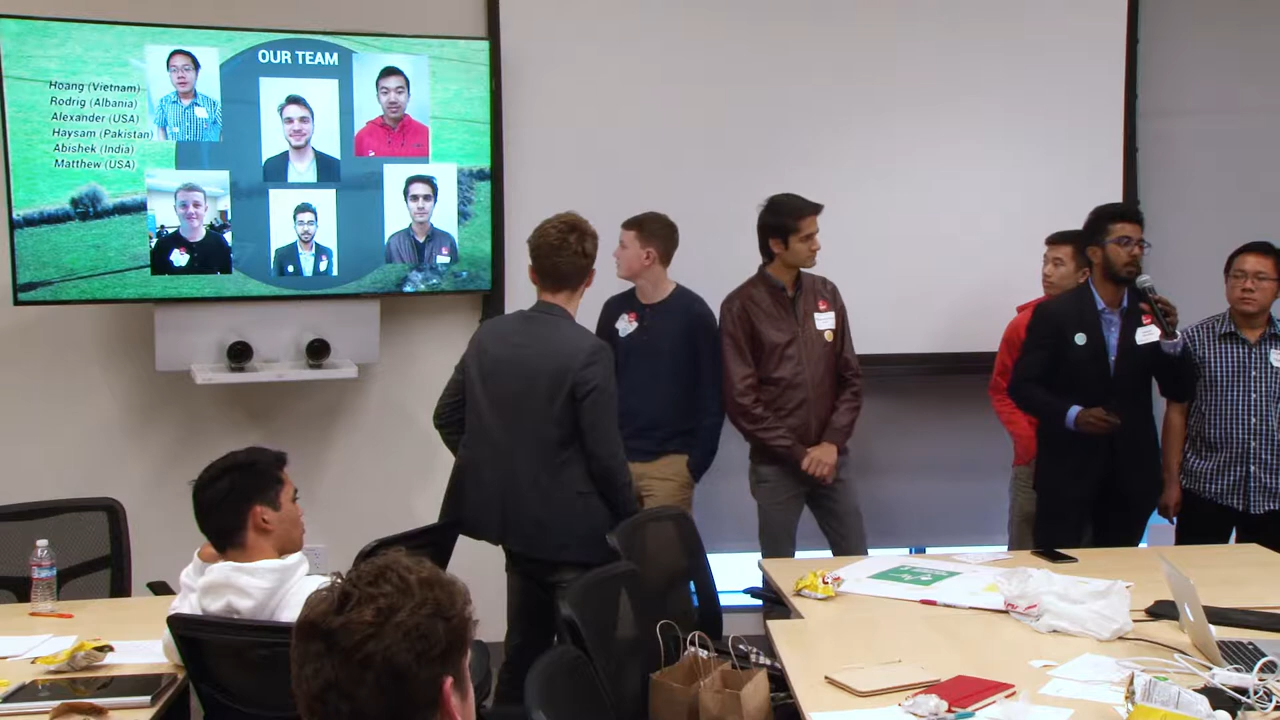 OUR TEAM
Hoang (Vietnam)
Rodrig (Albania)
Alexander (USA)
Haysam (Pakistan)
Abishek (India)
Matthew (USA)